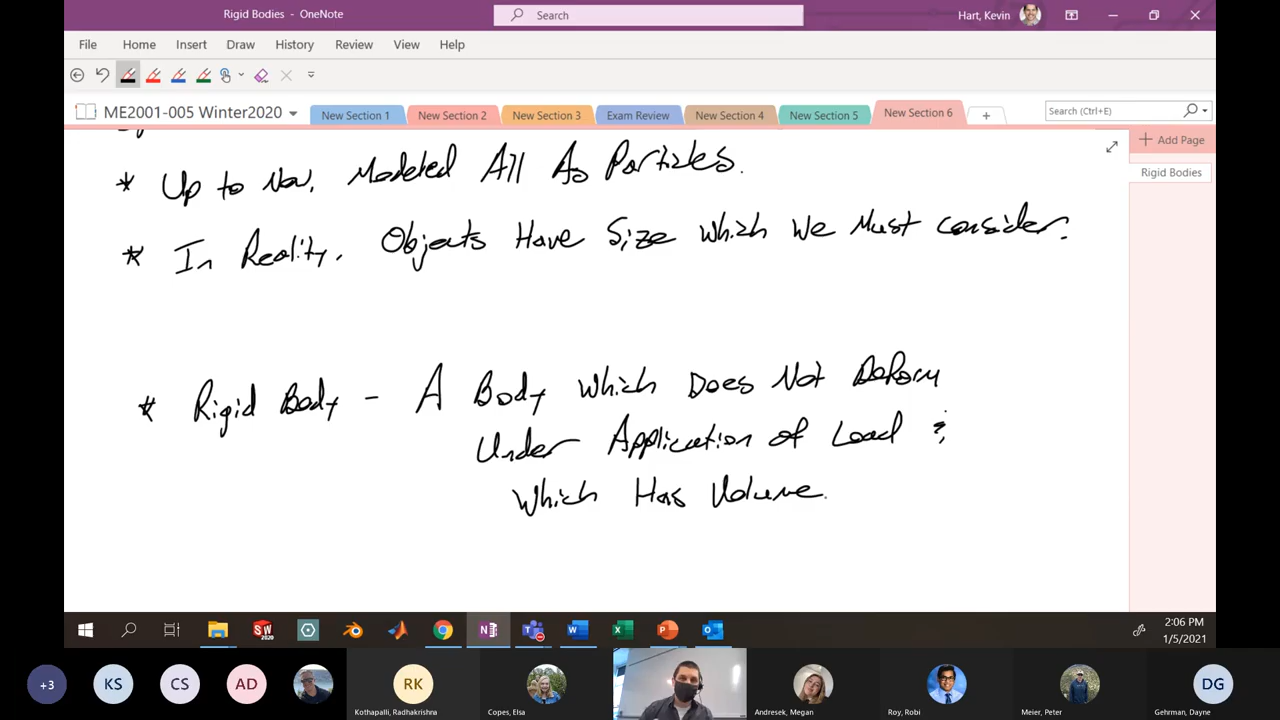 Rigid Bodies - OneNote
Search
Hart, Kevin
File Home Insert Draw History Review View Help
ME2001-005 Winter2020
New Section 1 New Section 2 New Section 3 Exam Review New Section 4 New Section 5 New Section 6 +
Search (Ctrl+E)
+ Add Page
Rigid Bodies
* Up to Now, Modeled All As Particles.
* In Reality, Objects Have Size Which We Must consider.
* Rigid Body - A Body Which Does Not Deform
Under Application of Load &
Which Has Volume.
SW
2020
2:06 PM
1/5/2021
+3 KS CS AD RK DG
Kothapalli, Radhakrishna Copes, Elsa Andresek, Megan Roy, Robi Meier, Peter Gehrman, Dayne